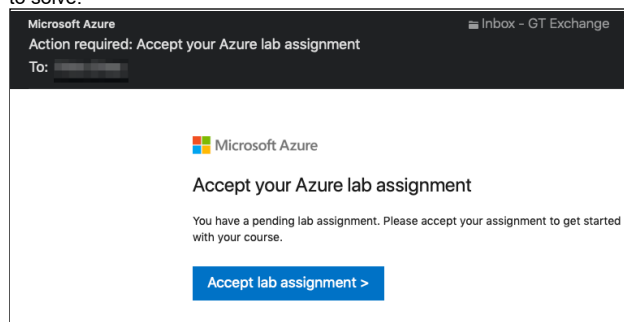 to solve.
Microsoft Azure
Inbox - GT Exchange
Action required: Accept your Azure lab assignment
To:
Microsoft Azure
Accept your Azure lab assignment
You have a pending lab assignment. Please accept your assignment to get started
with your course.
Accept lab assignment >